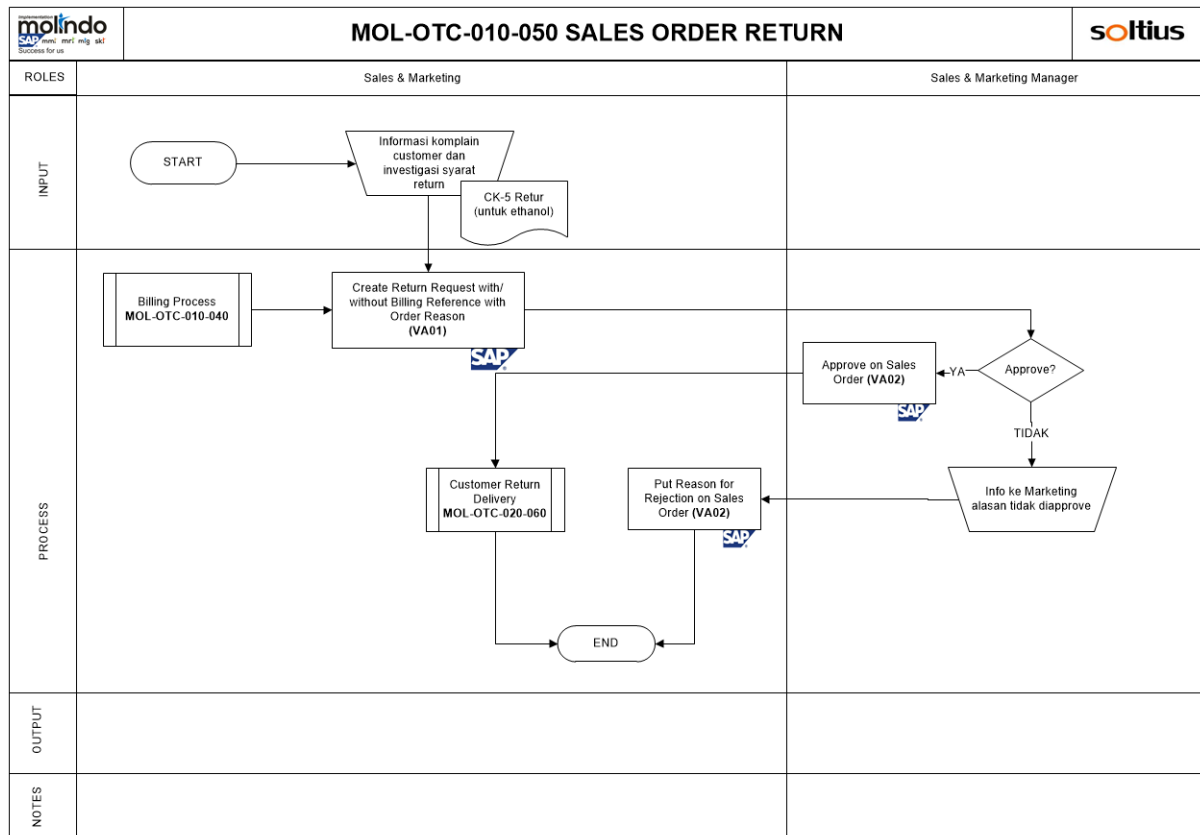 implementation
molindo
SAP mmi mri mlg ski
Success for us
MOL-OTC-010-050 SALES ORDER RETURN
soltius
ROLES
Sales & Marketing
Sales & Marketing Manager
INPUT
START
Informasi komplain
customer dan
investigasi syarat
return
CK-5 Retur
(untuk ethanol)
PROCESS
Billing Process
MOL-OTC-010-040
Create Return Request with/
without Billing Reference with
Order Reason
(VA01)
SAP
Approve on Sales
Order (VA02)
SAP
YA
Approve?
TIDAK
Customer Return
Delivery
MOL-OTC-020-060
Put Reason for
Rejection on Sales
Order (VA02)
SAP
Info ke Marketing
alasan tidak diapprove
END
OUTPUT
NOTES